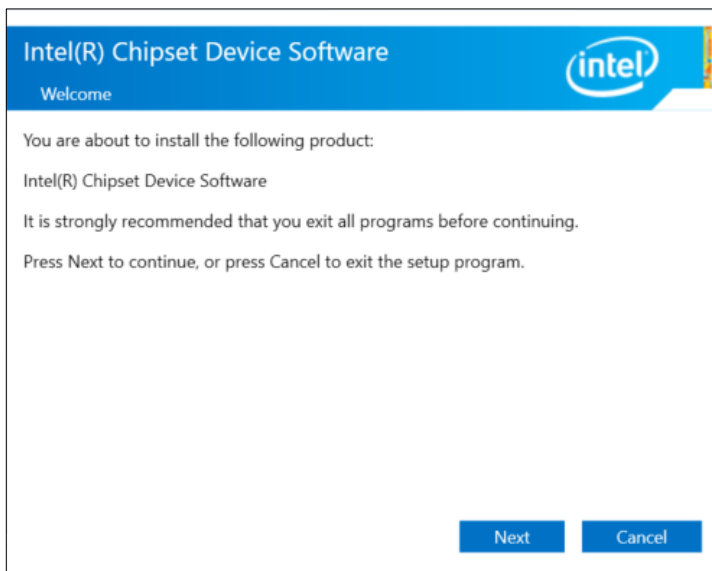 Intel(R) Chipset Device Software
intel
Welcome
You are about to install the following product:
Intel(R) Chipset Device Software
It is strongly recommended that you exit all programs before continuing.
Press Next to continue, or press Cancel to exit the setup program.
Next
Cancel